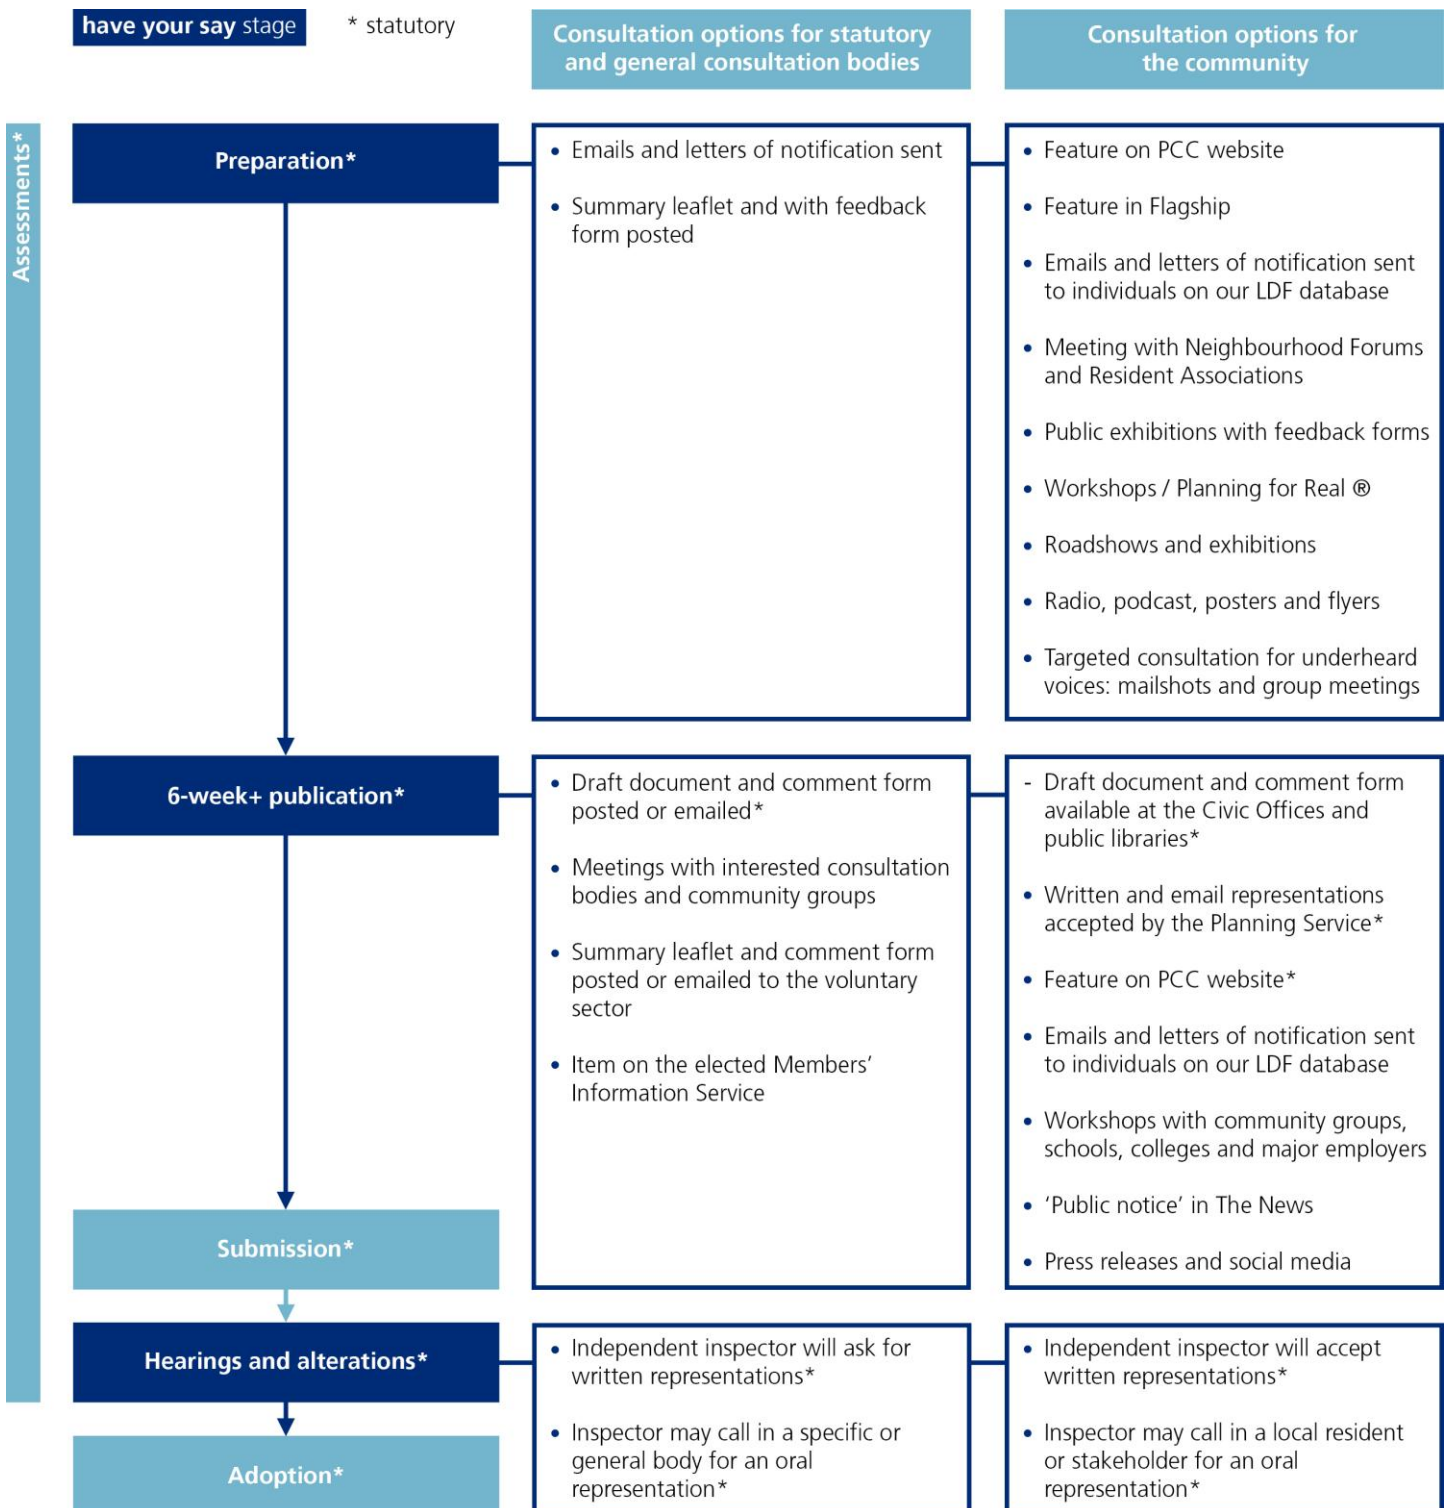 have your say stage
* statutory
Consultation options for statutory
and general consultation bodies
Consultation options for
the community
Assessments*
Preparation*
• Emails and letters of notification sent
• Summary leaflet and with feedback
form posted
• Feature on PCC website
• Feature in Flagship
• Emails and letters of notification sent
to individuals on our LDF database
• Meeting with Neighbourhood Forums
and Resident Associations
• Public exhibitions with feedback forms
• Workshops / Planning for Real ®
• Roadshows and exhibitions
• Radio, podcast, posters and flyers
• Targeted consultation for underheard
voices: mailshots and group meetings
6-week+ publication*
• Draft document and comment form
posted or emailed*
• Meetings with interested consultation
bodies and community groups
• Summary leaflet and comment form
posted or emailed to the voluntary
sector
• Item on the elected Members’
Information Service
- Draft document and comment form
available at the Civic Offices and
public libraries*
• Written and email representations
accepted by the Planning Service*
• Feature on PCC website*
• Emails and letters of notification sent
to individuals on our LDF database
• Workshops with community groups,
schools, colleges and major employers
• ‘Public notice’ in The News
• Press releases and social media
Submission*
Hearings and alterations*
• Independent inspector will ask for
written representations*
• Inspector may call in a specific or
general body for an oral
representation*
• Independent inspector will accept
written representations*
• Inspector may call in a local resident
or stakeholder for an oral
representation*
Adoption*